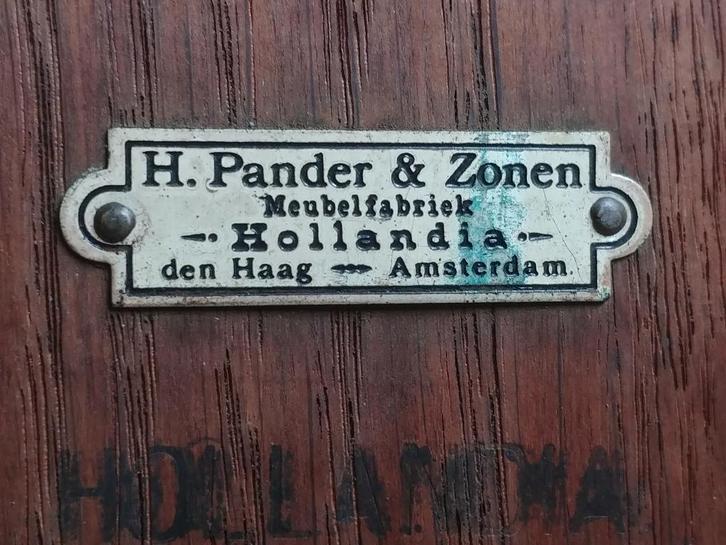 H. Pander & Zonen
Meubelfabriek
Hollandia
den Haag — Amsterdam.
HOLLANDIA